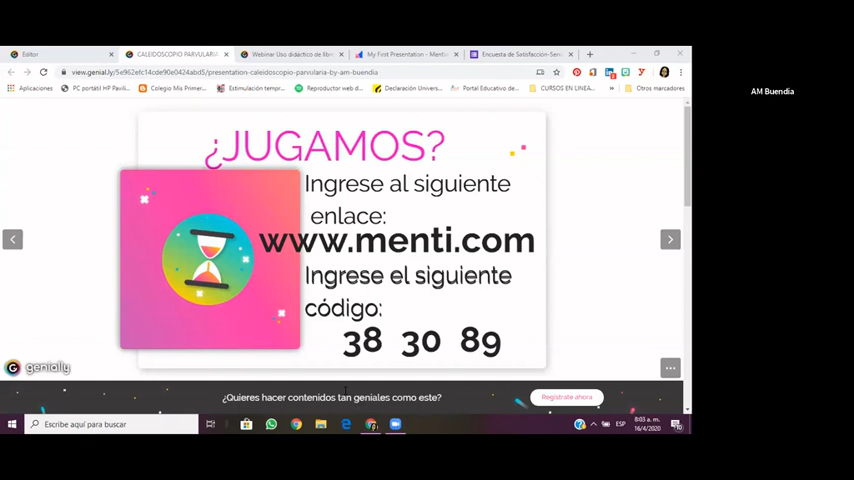 Editor
CALEIDOSCOPIO PARVULARIA
Webinar Uso didáctico de libr
My First Presentation - Menti
Encuesta de Satisfacción-Sem
view.genial.ly/5e962efc14cde90e0424abd5/presentation-caleidoscopio-parvularia-by-am-buendia
Aplicaciones
PC portátil HP Pavili...
Colegio Mis Primer...
Estimulación tempr...
Reproductor web d...
Declaración Univers...
Portal Educativo de...
CURSOS EN LINEA...
»
Otros marcadores
AM Buendia
¿JUGAMOS?
Ingrese al siguiente
enlace:
www.menti.com
Ingrese el siguiente
código:
38 30 89
genially
¿Quieres hacer contenidos tan geniales como este?
Regístrate ahora
Escribe aquí para buscar
ESP
8:03 a. m.
16/4/2020